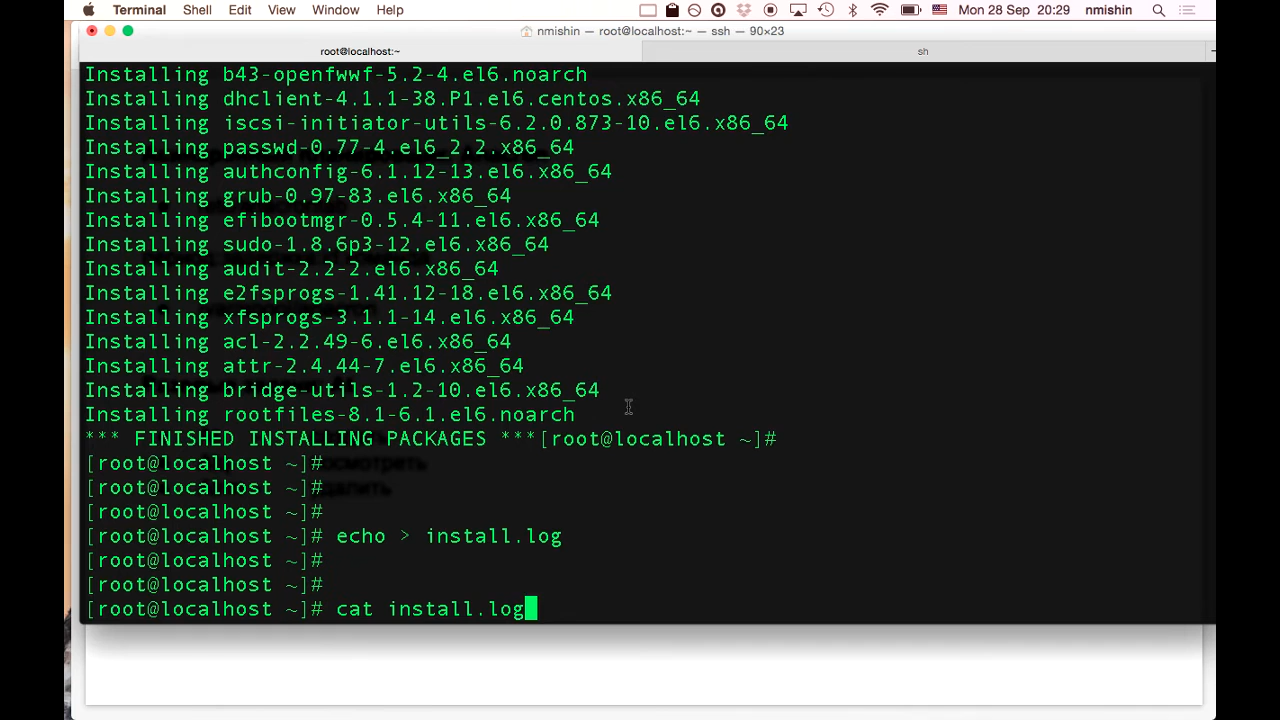 Terminal Shell Edit View Window Help Mon 28 Sep 20:29 nmishin
nmishin — root@localhost:~ — ssh — 90×23
root@localhost:~ sh
Installing b43-openfwwf-5.2-4.el6.noarch
Installing dhclient-4.1.1-38.P1.el6.centos.x86_64
Installing iscsi-initiator-utils-6.2.0.873-10.el6.x86_64
Installing passwd-0.77-4.el6_2.2.x86_64
Installing authconfig-6.1.12-13.el6.x86_64
Installing grub-0.97-83.el6.x86_64
Installing efibootmgr-0.5.4-11.el6.x86_64
Installing sudo-1.8.6p3-12.el6.x86_64
Installing audit-2.2-2.el6.x86_64
Installing e2fsprogs-1.41.12-18.el6.x86_64
Installing xfsprogs-3.1.1-14.el6.x86_64
Installing acl-2.2.49-6.el6.x86_64
Installing attr-2.4.44-7.el6.x86_64
Installing bridge-utils-1.2-10.el6.x86_64
Installing rootfiles-8.1-6.1.el6.noarch
*** FINISHED INSTALLING PACKAGES ***[root@localhost ~]#
[root@localhost ~]#
[root@localhost ~]#
[root@localhost ~]#
[root@localhost ~]# echo > install.log
[root@localhost ~]#
[root@localhost ~]#
[root@localhost ~]# cat install.log